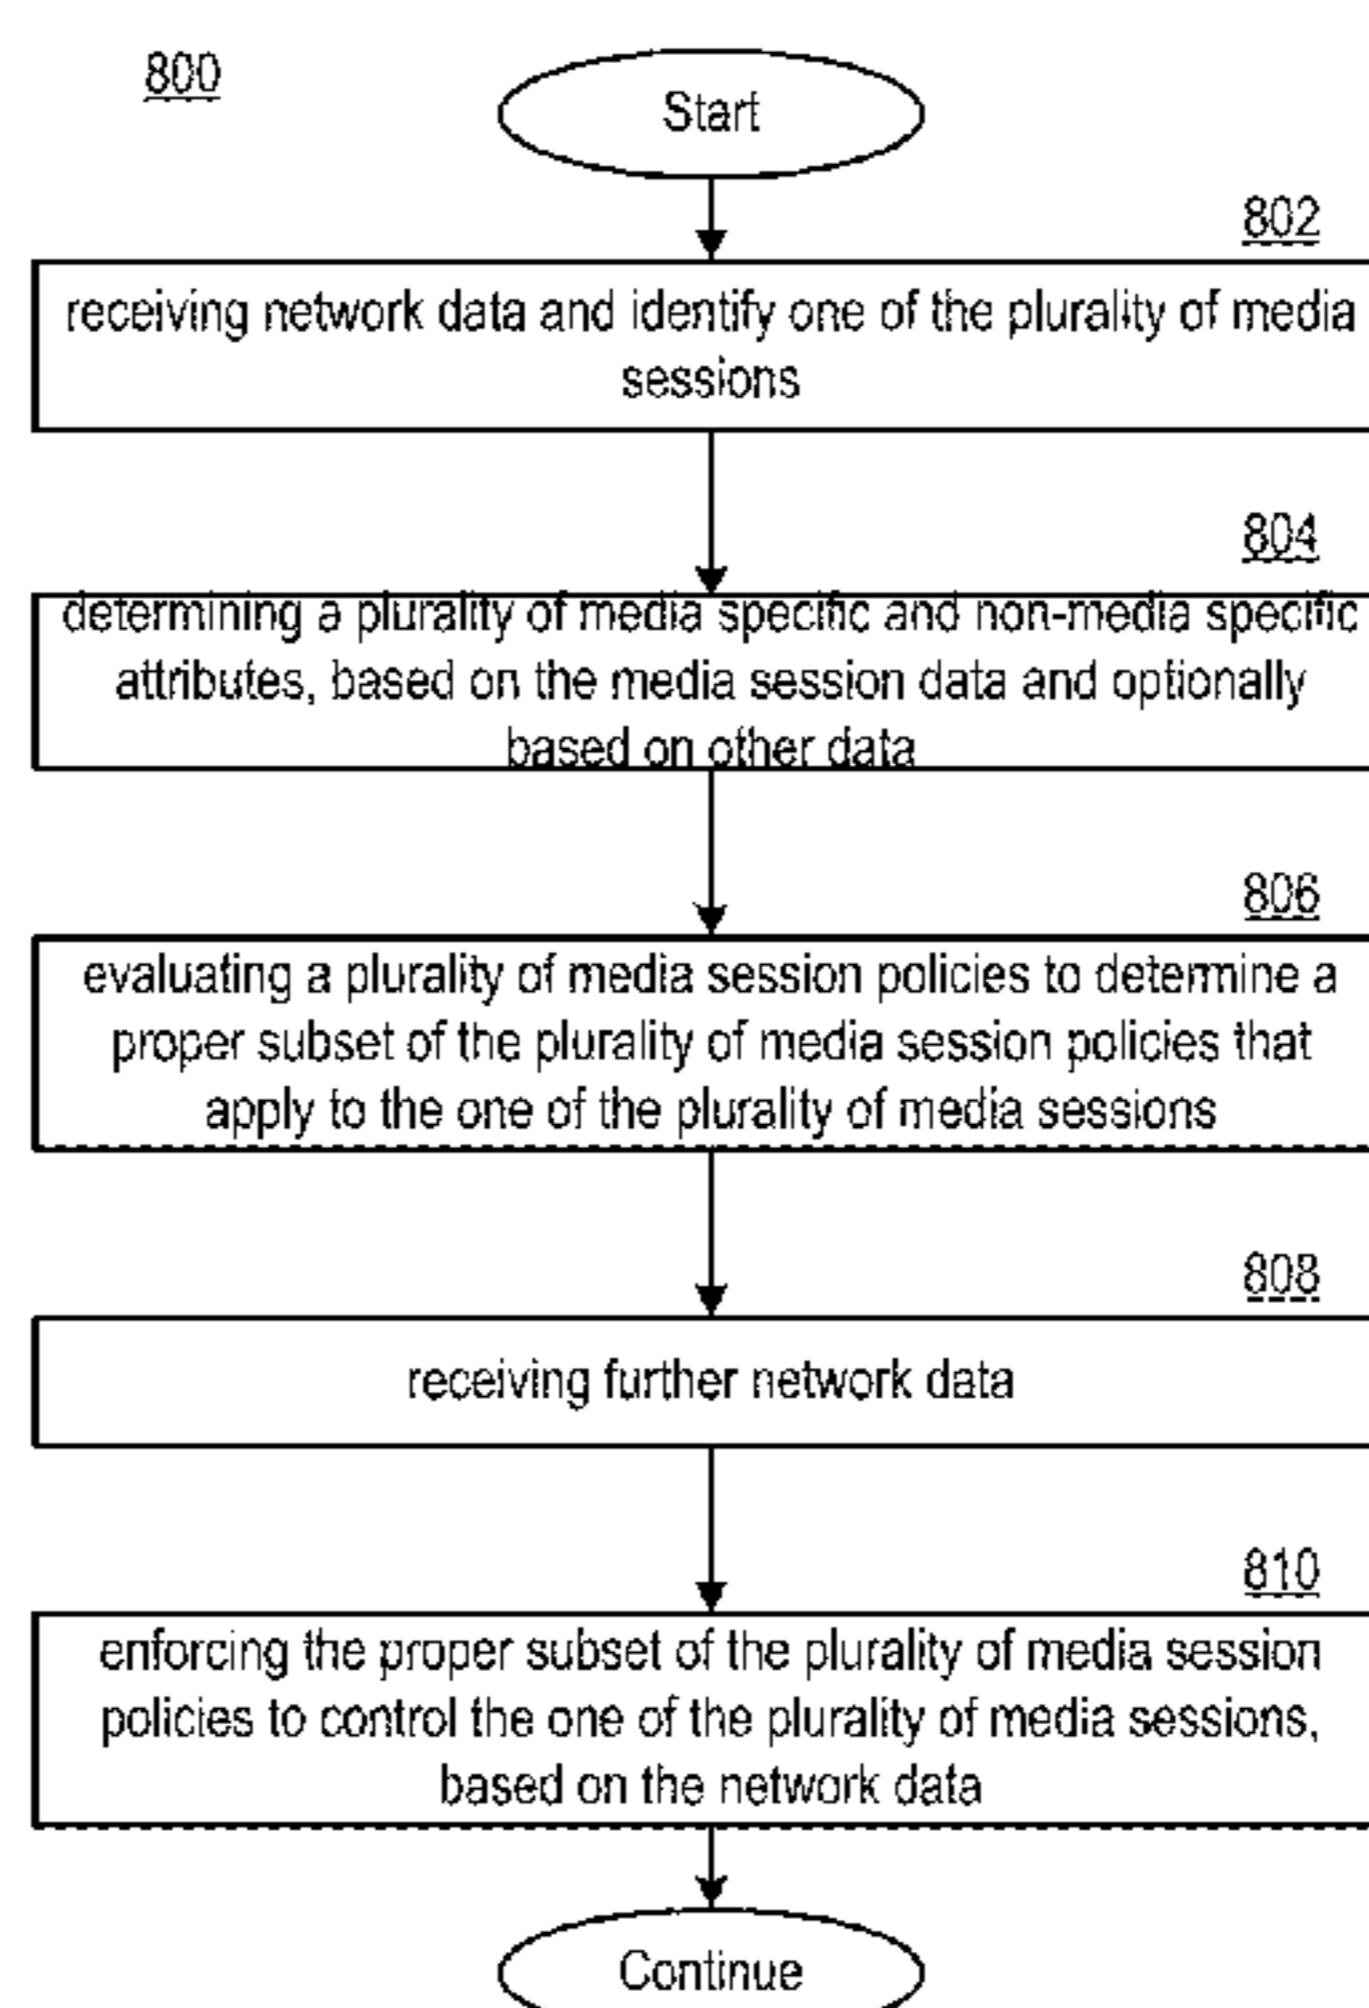 800
Start
802
receiving network data and identify one of the plurality of media
sessions
804
determining a plurality of media specific and non-media specific
attributes, based on the media session data and optionally
based on other data
806
evaluating a plurality of media session policies to determine a
proper subset of the plurality of media session policies that
apply to the one of the plurality of media sessions
808
receiving further network data
810
enforcing the proper subset of the plurality of media session
policies to control the one of the plurality of media sessions,
based on the network data
Continue